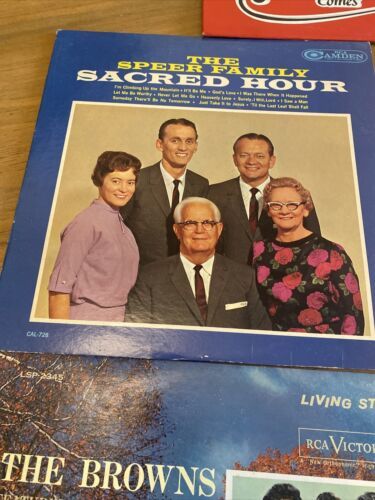 Comes
RCA
CAMDEN
THE
SPEER FAMILY
SACRED HOUR
I'm Climbing Up the Mountain • It'll Be Me • God's Love • I Was There When It Happened
Let Me Be Worthy • Never Let Me Go • Heavenly Love • Surely, I Will, Lord • I Saw a Man
Someday There'll Be No Tomorrow • Just Take It to Jesus • 'Til the Last Leaf Shall Fall
CAL-726
LSP-2345
LIVING ST
RCA VICTOR
THE BROWNS